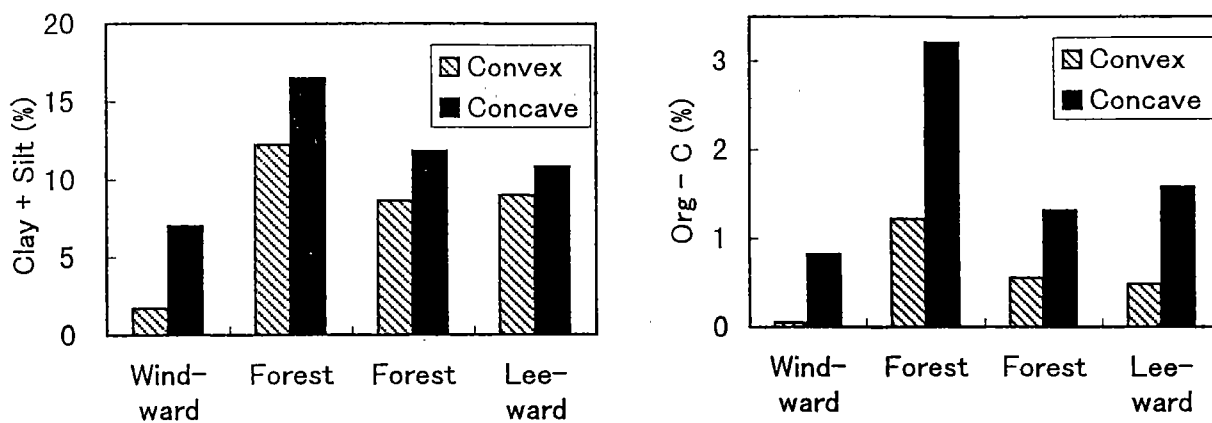 20
15
10
5
0
Clay + Silt (%)
Convex
Concave
Wind-
ward
Forest
Forest
Lee-
ward
3
2
1
0
Org - C (%)
Convex
Concave
Wind-
ward
Forest
Forest
Lee-
ward